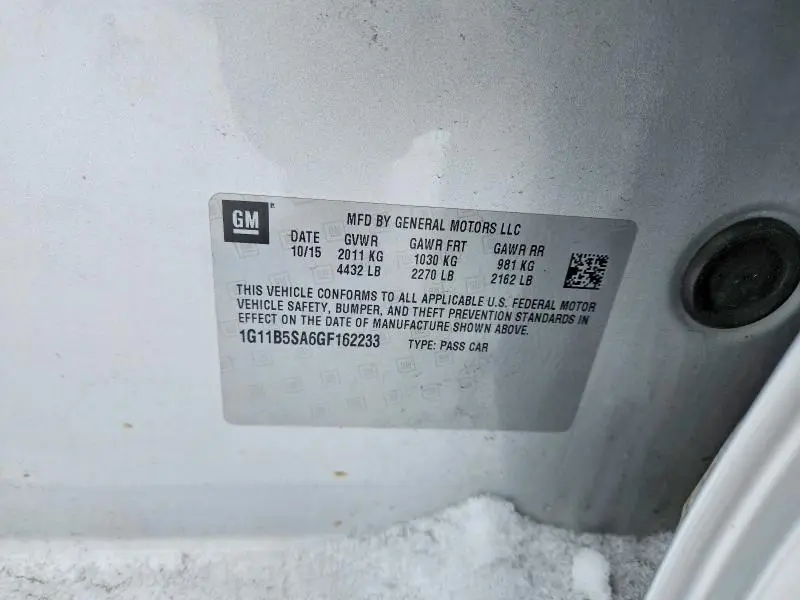 GM
MFD BY GENERAL MOTORS LLC
DATE GVWR GAWR FRT GAWR RR
10/15 2011 KG 1030 KG 981 KG
4432 LB 2270 LB 2162 LB
THIS VEHICLE CONFORMS TO ALL APPLICABLE U.S. FEDERAL MOTOR
VEHICLE SAFETY, BUMPER, AND THEFT PREVENTION STANDARDS IN
EFFECT ON THE DATE OF MANUFACTURE SHOWN ABOVE.
1G11B5SA6GF162233 TYPE: PASS CAR